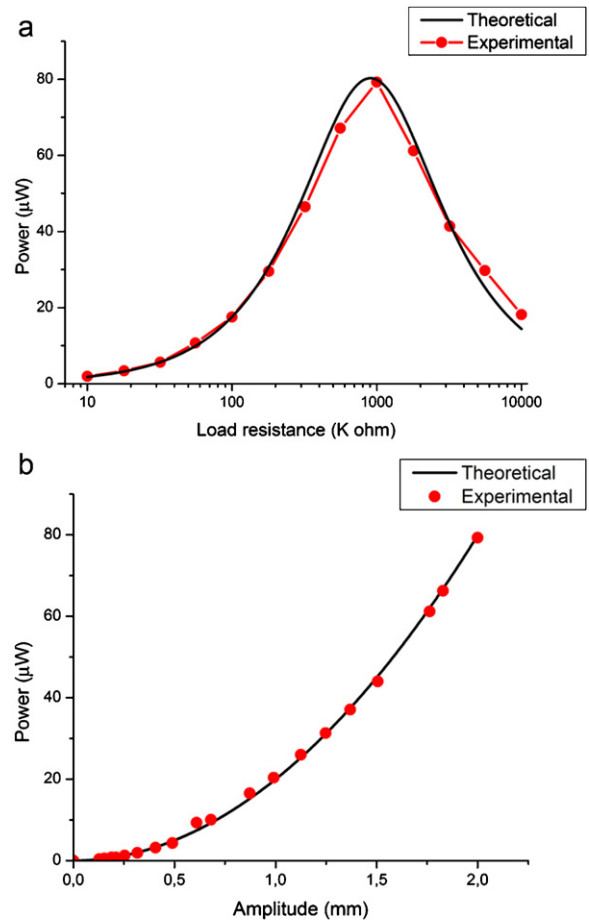 a
Theoretical
Experimental
80
60
40
20
0
Power (µW)
10 100 1000 10000
Load resistance (K ohm)
b
Theoretical
Experimental
80
60
40
20
0
Power (µW)
0,0 0,5 1,0 1,5 2,0
Amplitude (mm)